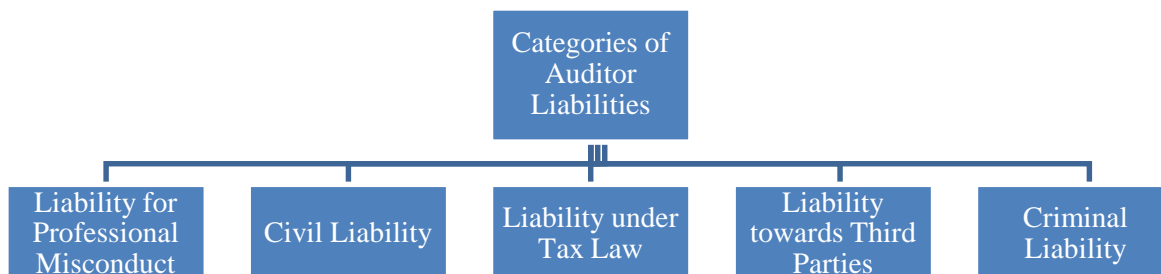 Categories of
Auditor
Liabilities
Liability for
Professional
Misconduct
Civil Liability
Liability under
Tax Law
Liability
towards Third
Parties
Criminal
Liability